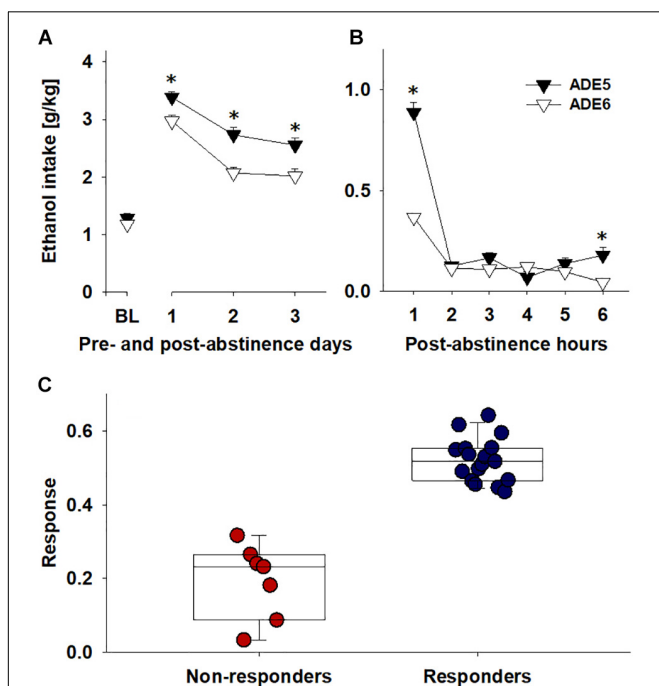 A
B
Ethanol intake [g/kg]
4
3
2
1
0
*
*
*
BL
1
2
3
Pre- and post-abstinence days
1.0
0.5
0.0
*
*
ADE5
ADE6
1
2
3
4
5
6
Post-abstinence hours
C
Response
0.6
0.4
0.2
0.0
Non-responders
Responders